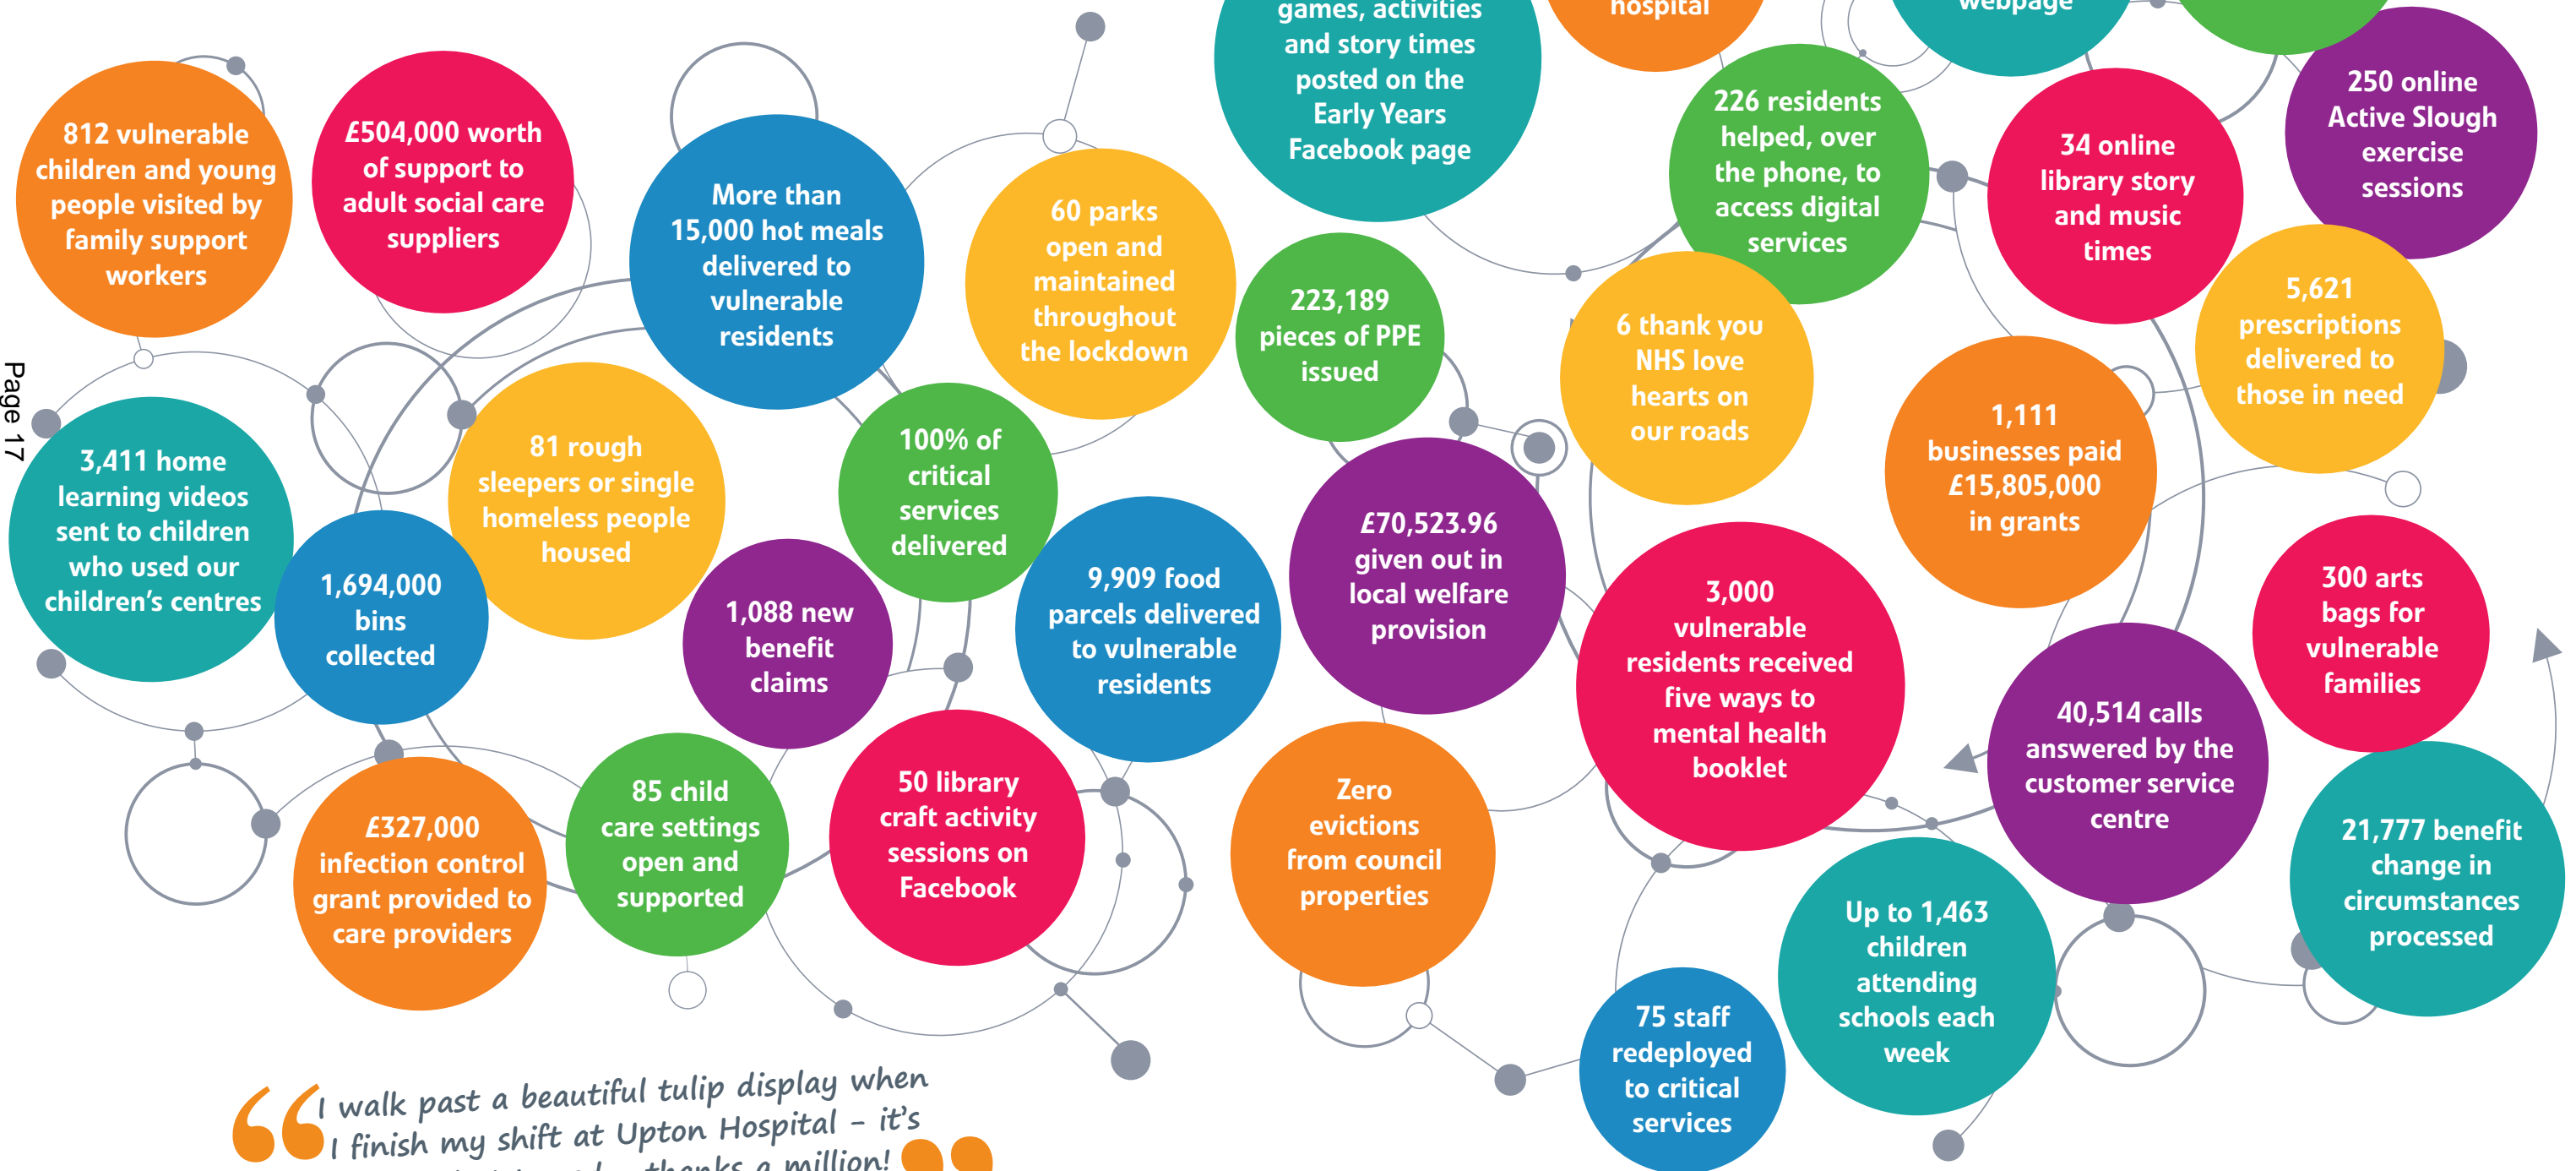 games, activities
and story times
posted on the
Early Years
Facebook page
hospital
webpage
812 vulnerable
children and young
people visited by
family support
workers
£504,000 worth
of support to
adult social care
suppliers
More than
15,000 hot meals
delivered to
vulnerable
residents
60 parks
open and
maintained
throughout
the lockdown
223,189
pieces of PPE
issued
226 residents
helped, over
the phone, to
access digital
services
34 online
library story
and music
times
250 online
Active Slough
exercise
sessions
6 thank you
NHS love
hearts on
our roads
5,621
prescriptions
delivered to
those in need
Page 17
3,411 home
learning videos
sent to children
who used our
children's centres
81 rough
sleepers or single
homeless people
housed
100% of
critical
services
delivered
1,111
businesses paid
£15,805,000
in grants
1,694,000
bins
collected
1,088 new
benefit
claims
9,909 food
parcels delivered
to vulnerable
residents
£70,523.96
given out in
local welfare
provision
3,000
vulnerable
residents received
five ways to
mental health
booklet
300 arts
bags for
vulnerable
families
40,514 calls
answered by the
customer service
centre
£327,000
infection control
grant provided to
care providers
85 child
care settings
open and
supported
50 library
craft activity
sessions on
Facebook
Zero
evictions
from council
properties
21,777 benefit
change in
circumstances
processed
Up to 1,463
children
attending
schools each
week
75 staff
redeployed
to critical
services
“I walk past a beautiful tulip display when
I finish my shift at Upton Hospital – it's
thanks a million!”